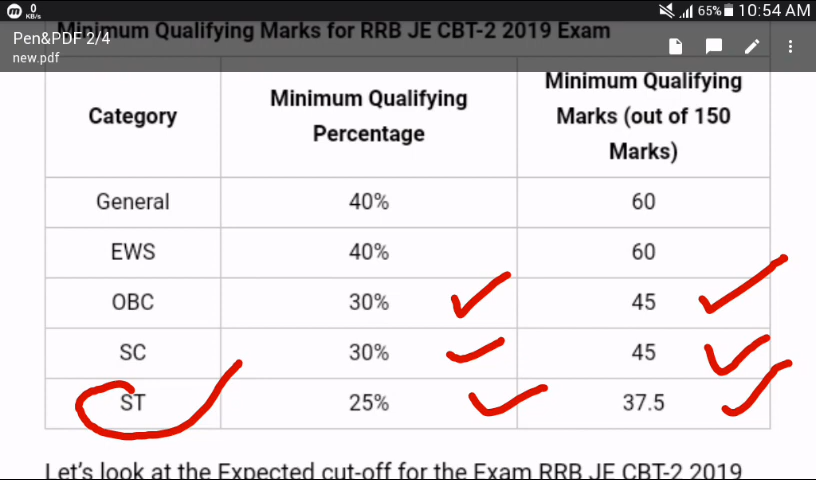 0
KB/s
65%
10:54 AM
Minimum Qualifying Marks for RRB JE CBT-2 2019 Exam
Pen&PDF 2/4
new.pdf
Category
Minimum Qualifying
Percentage
Minimum Qualifying
Marks (out of 150
Marks)
General 40% 60
EWS 40% 60
OBC 30% 45
SC 30% 45
ST 25% 37.5
Let's look at the Expected cut-off for the Exam RRB JE CBT-2 2019